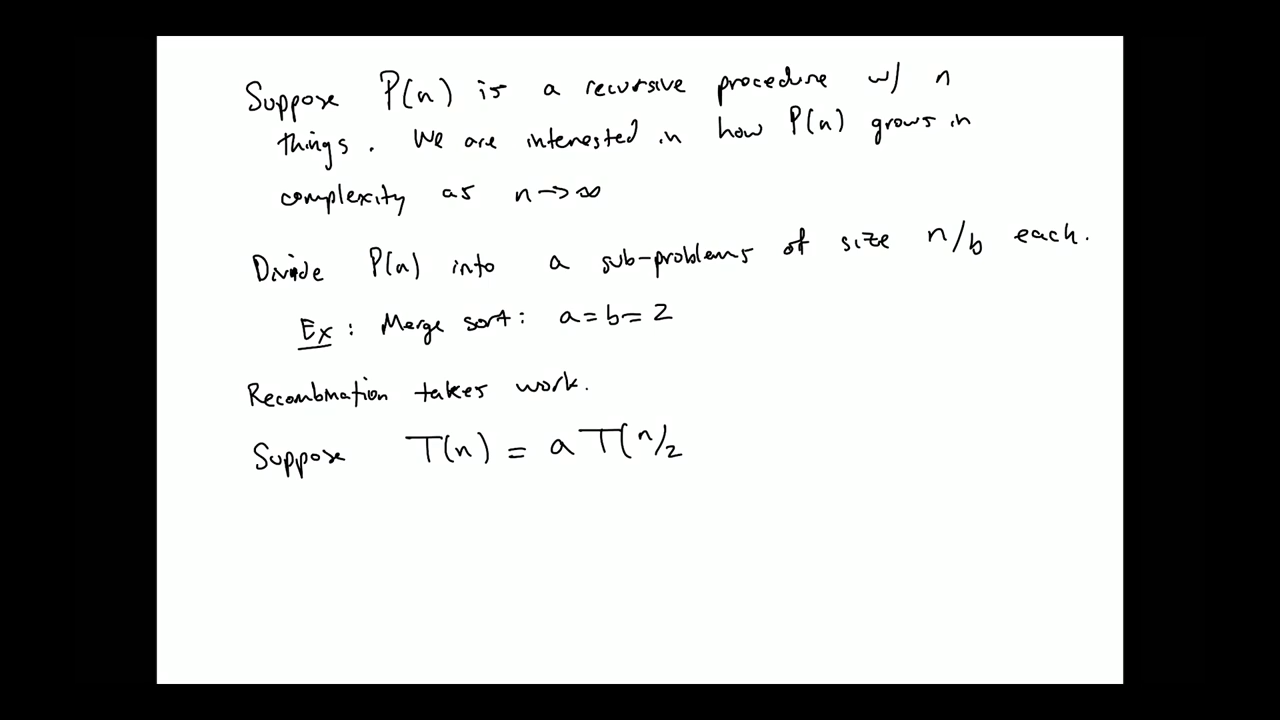 Suppose P(n) is a recursive procedure w/ n
things. We are interested in how P(n) grows in
complexity as n→∞
Divide P(n) into a sub-problems of size n/b each.
Ex: Merge sort: a=b=2
Recombination takes work.
Suppose T(n) = a T(n/2